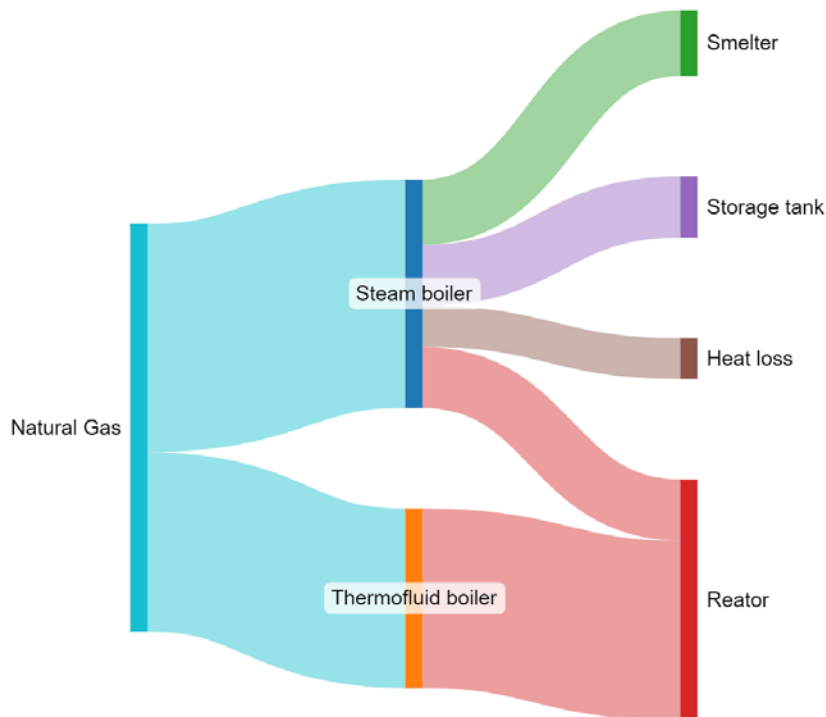 Smelter
Storage tank
Steam boiler
Heat loss
Natural Gas
Thermofluid boiler
Reator